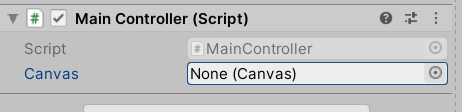 Main Controller (Script)
Script MainController
Canvas None (Canvas)